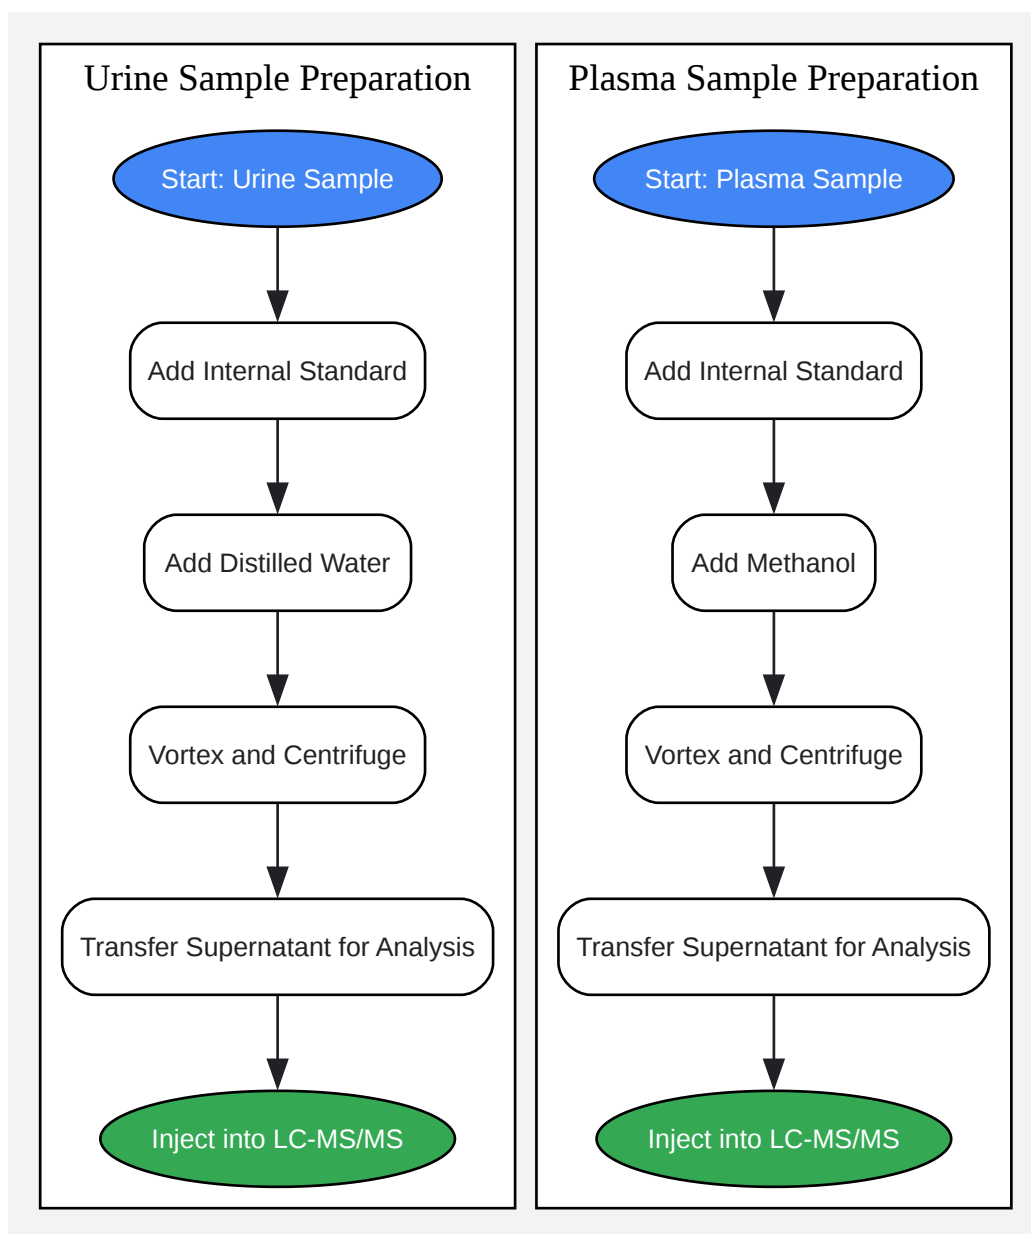 Urine Sample Preparation
Start: Urine Sample
Add Internal Standard
Add Distilled Water
Vortex and Centrifuge
Transfer Supernatant for Analysis
Inject into LC-MS/MS
Plasma Sample Preparation
Start: Plasma Sample
Add Internal Standard
Add Methanol
Vortex and Centrifuge
Transfer Supernatant for Analysis
Inject into LC-MS/MS